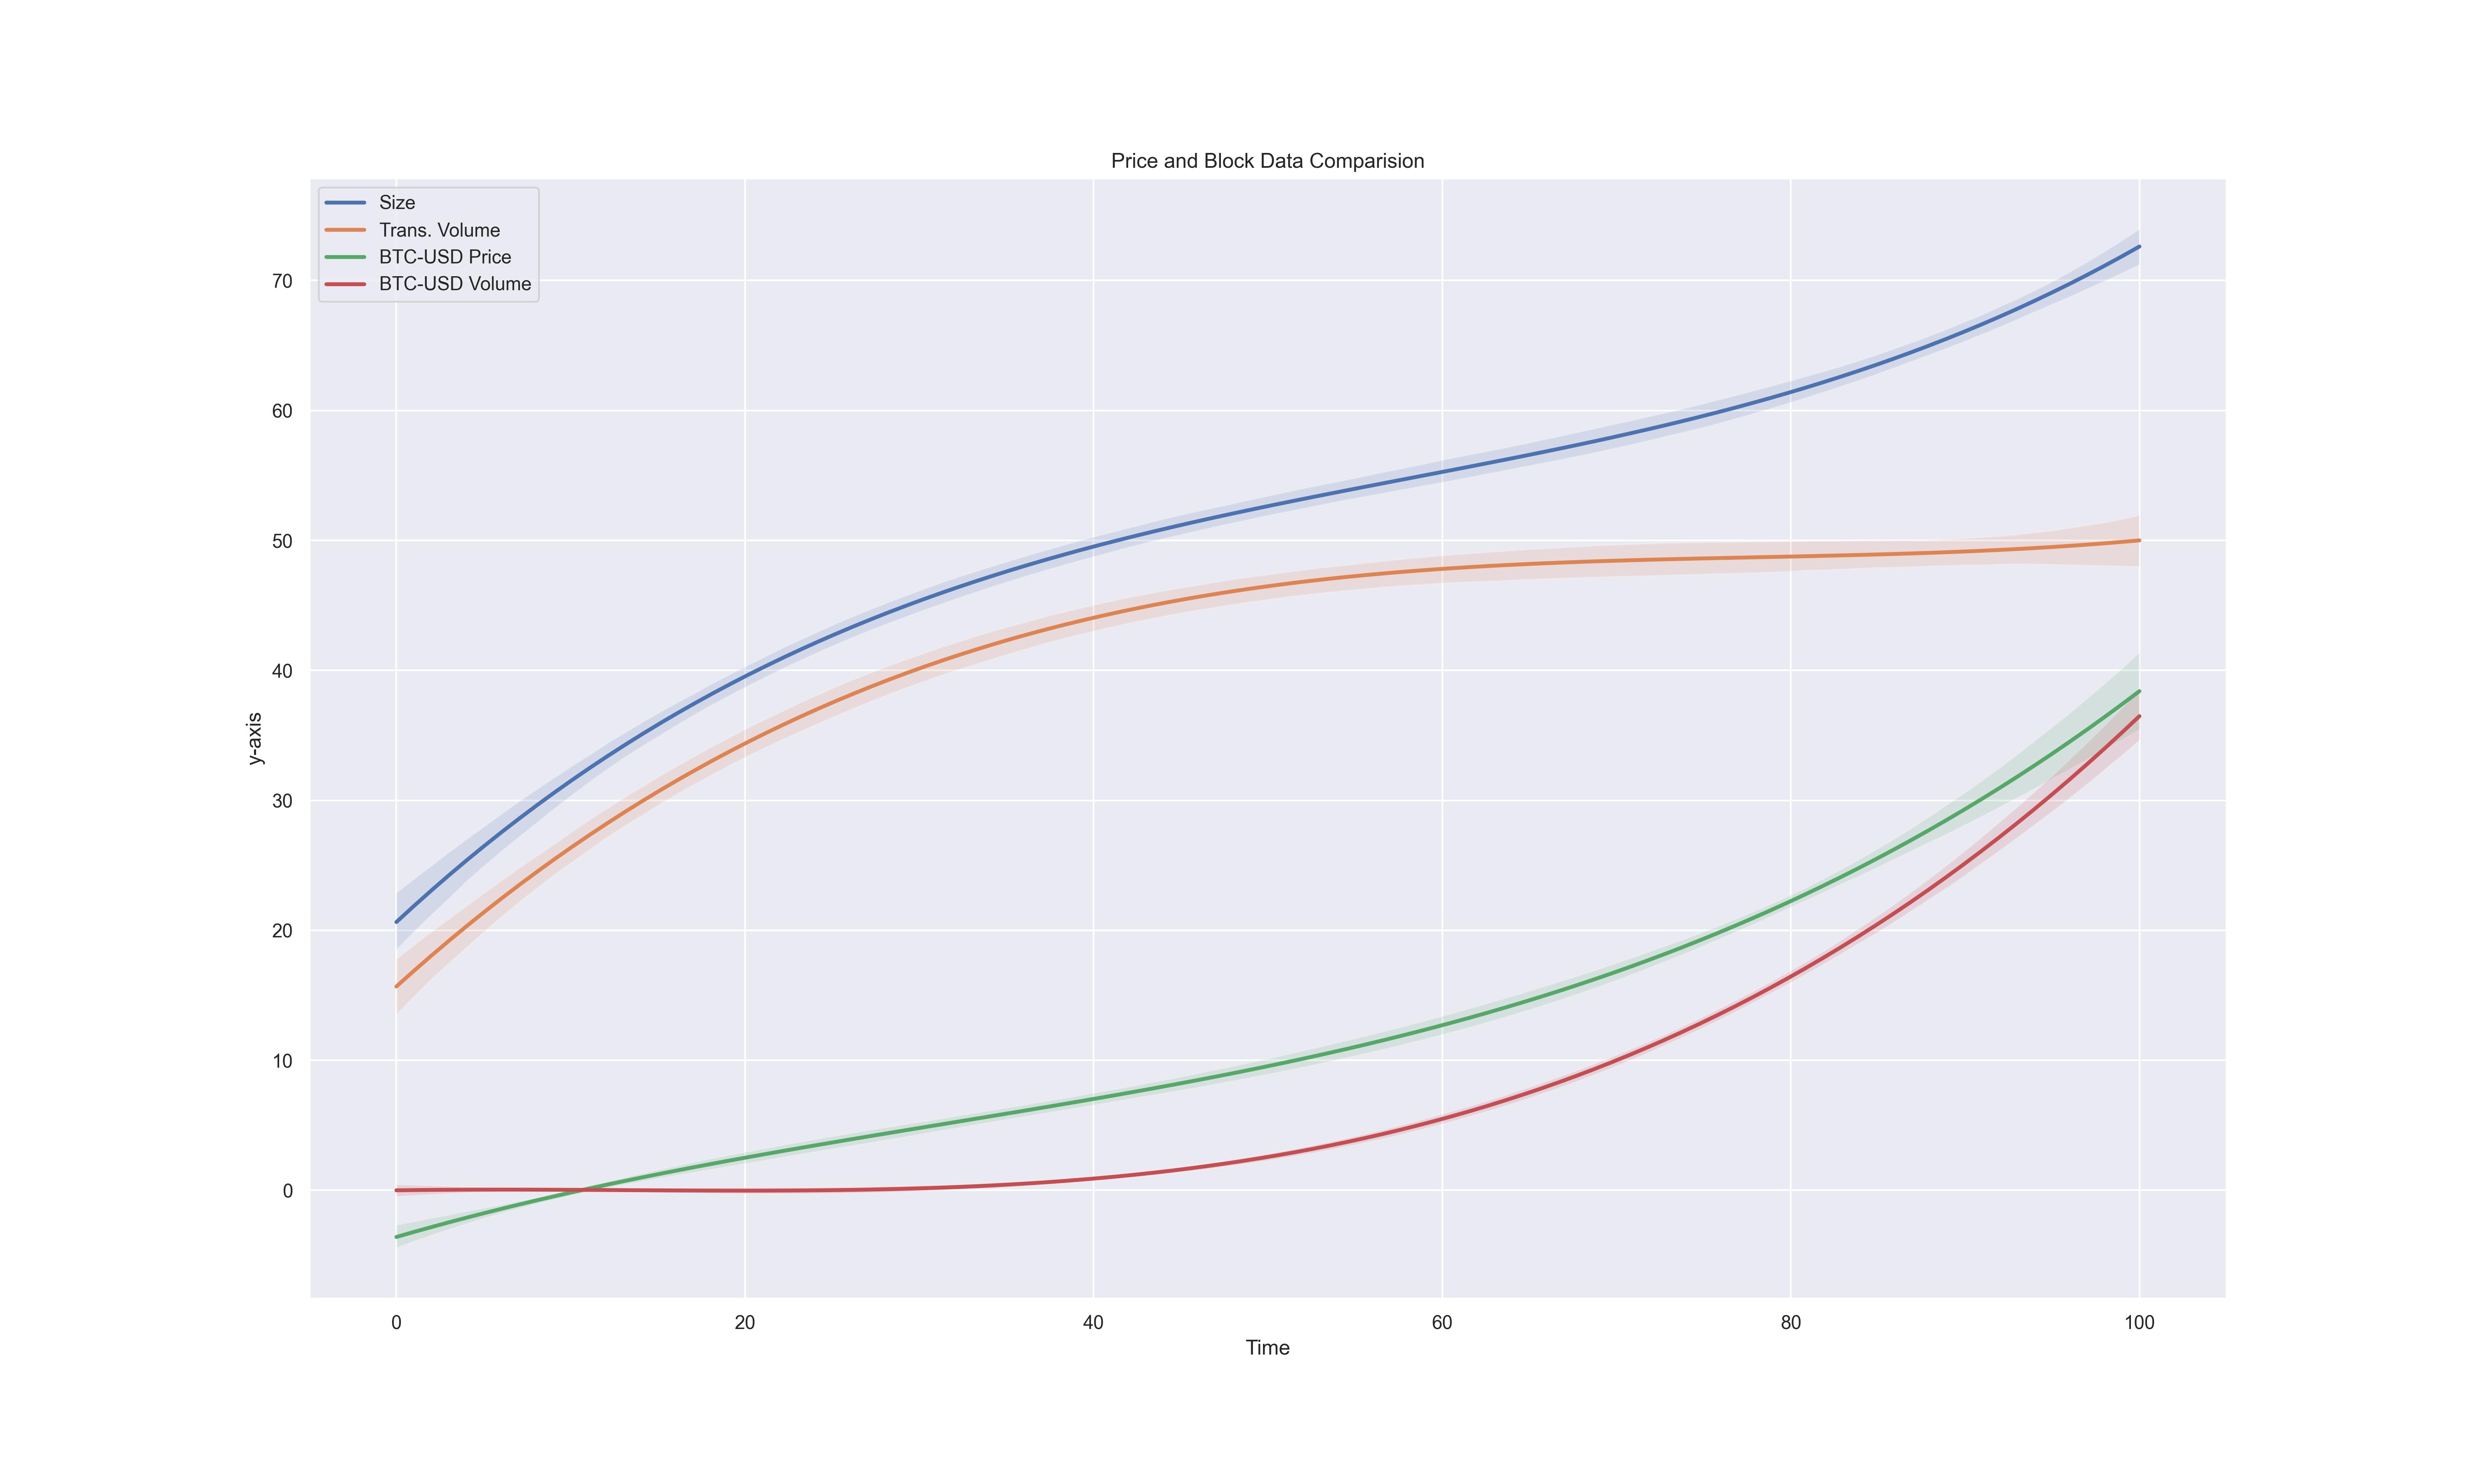 Price and Block Data Comparision
Size
Trans. Volume
BTC-USD Price
BTC-USD Volume
70
60
50
40
30
20
10
0
y-axis
0 20 40 60 80 100
Time